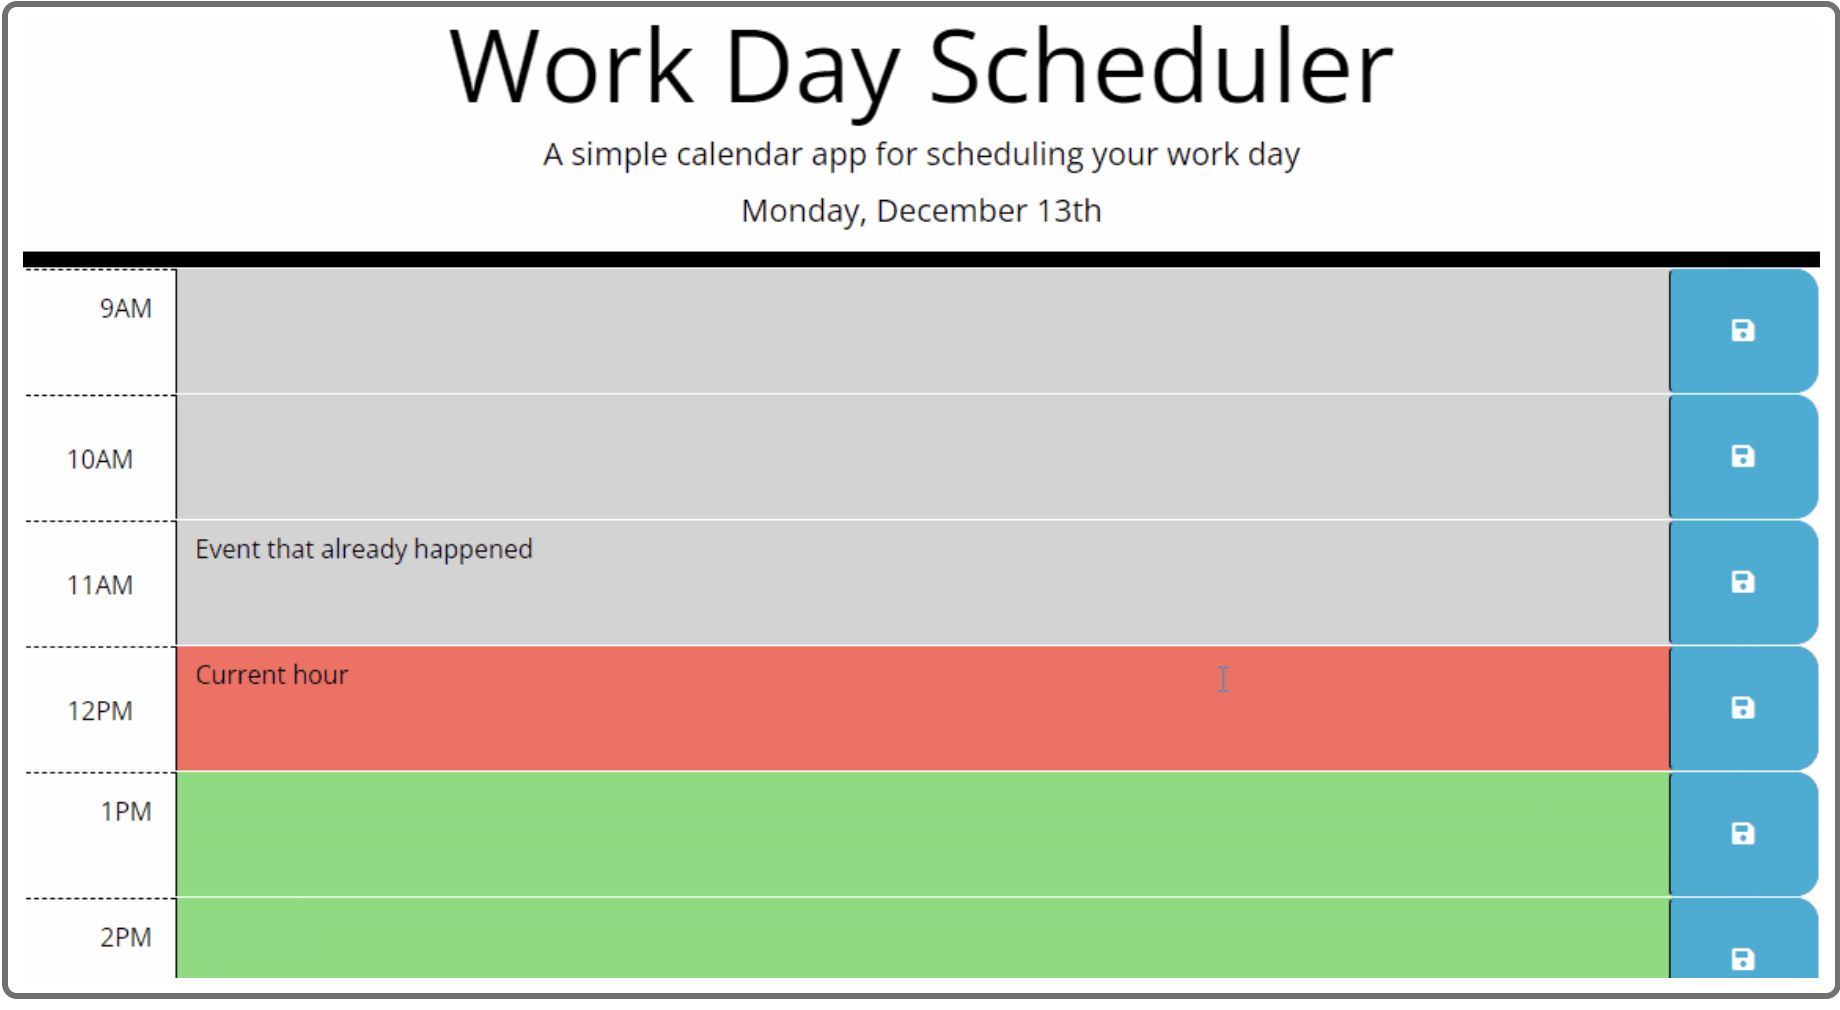 Work Day Scheduler
A simple calendar app for scheduling your work day
Monday, December 13th
9AM
10AM
11AM
Event that already happened
12PM
Current hour
1PM
2PM